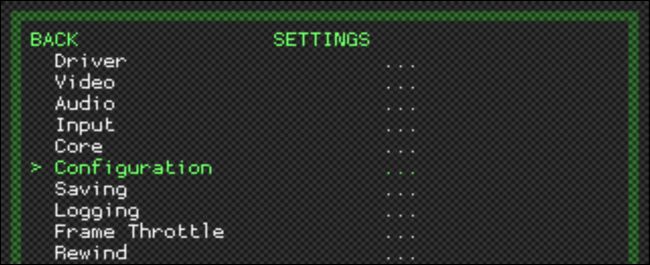 BACK SETTINGS
Driver ...
Video ...
Audio ...
Input ...
Core ...
> Configuration ...
Saving ...
Logging ...
Frame Throttle ...
Rewind ...